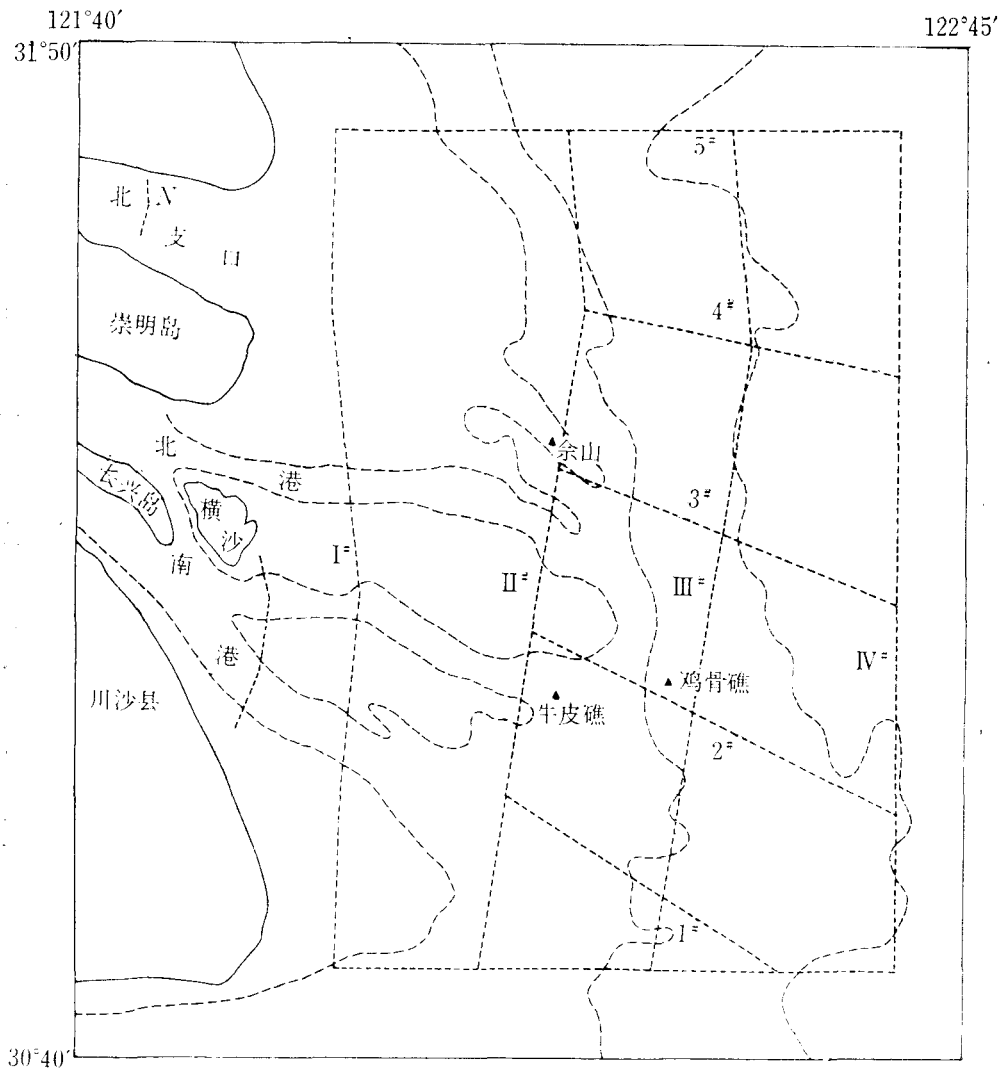 121°40′
122°45′
31°50′
5#
北 N
支
口
4#
崇明岛
北
佘山
港
长兴岛
横
沙
3#
南
I#
II#
III#
港
IV#
鸡骨礁
川沙县
牛皮礁
2#
1#
30°40′